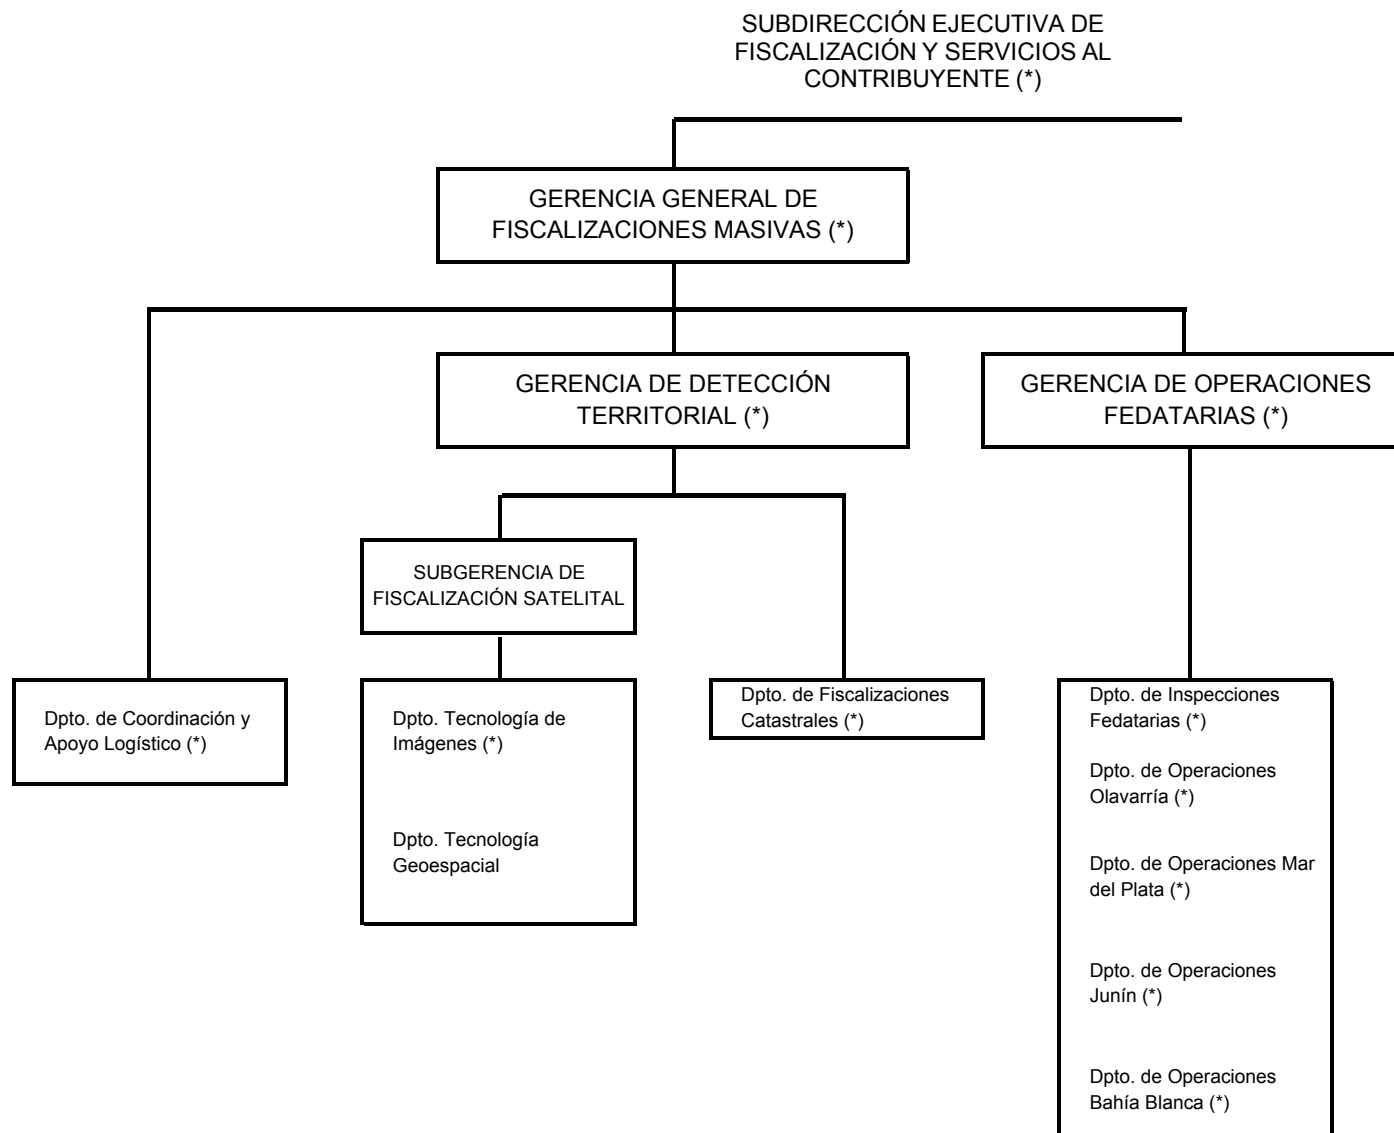 SUBDIRECCIÓN EJECUTIVA DE
FISCALIZACIÓN Y SERVICIOS AL
CONTRIBUYENTE (*)
GERENCIA GENERAL DE
FISCALIZACIONES MASIVAS (*)
GERENCIA DE DETECCIÓN
TERRITORIAL (*)
GERENCIA DE OPERACIONES
FEDATARIAS (*)
SUBGERENCIA DE
FISCALIZACIÓN SATELITAL
Dpto. de Coordinación y
Apoyo Logístico (*)
Dpto. Tecnología de
Imágenes (*)
Dpto. Tecnología
Geoespacial
Dpto. de Fiscalizaciones
Catastrales (*)
Dpto. de Inspecciones
Fedatarias (*)
Dpto. de Operaciones
Olavarría (*)
Dpto. de Operaciones Mar
del Plata (*)
Dpto. de Operaciones
Junín (*)
Dpto. de Operaciones
Bahía Blanca (*)